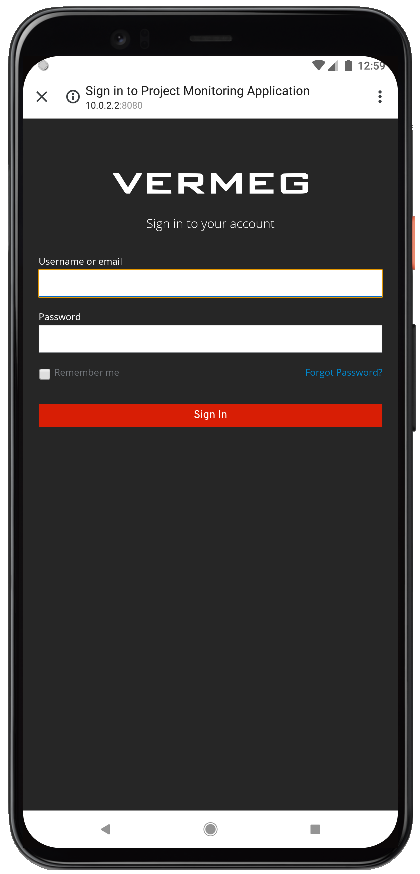 12:59
Sign in to Project Monitoring Application
10.0.2.2:8080
VERMEG
Sign in to your account
Username or email
Password
Remember me
Forgot Password?
Sign In